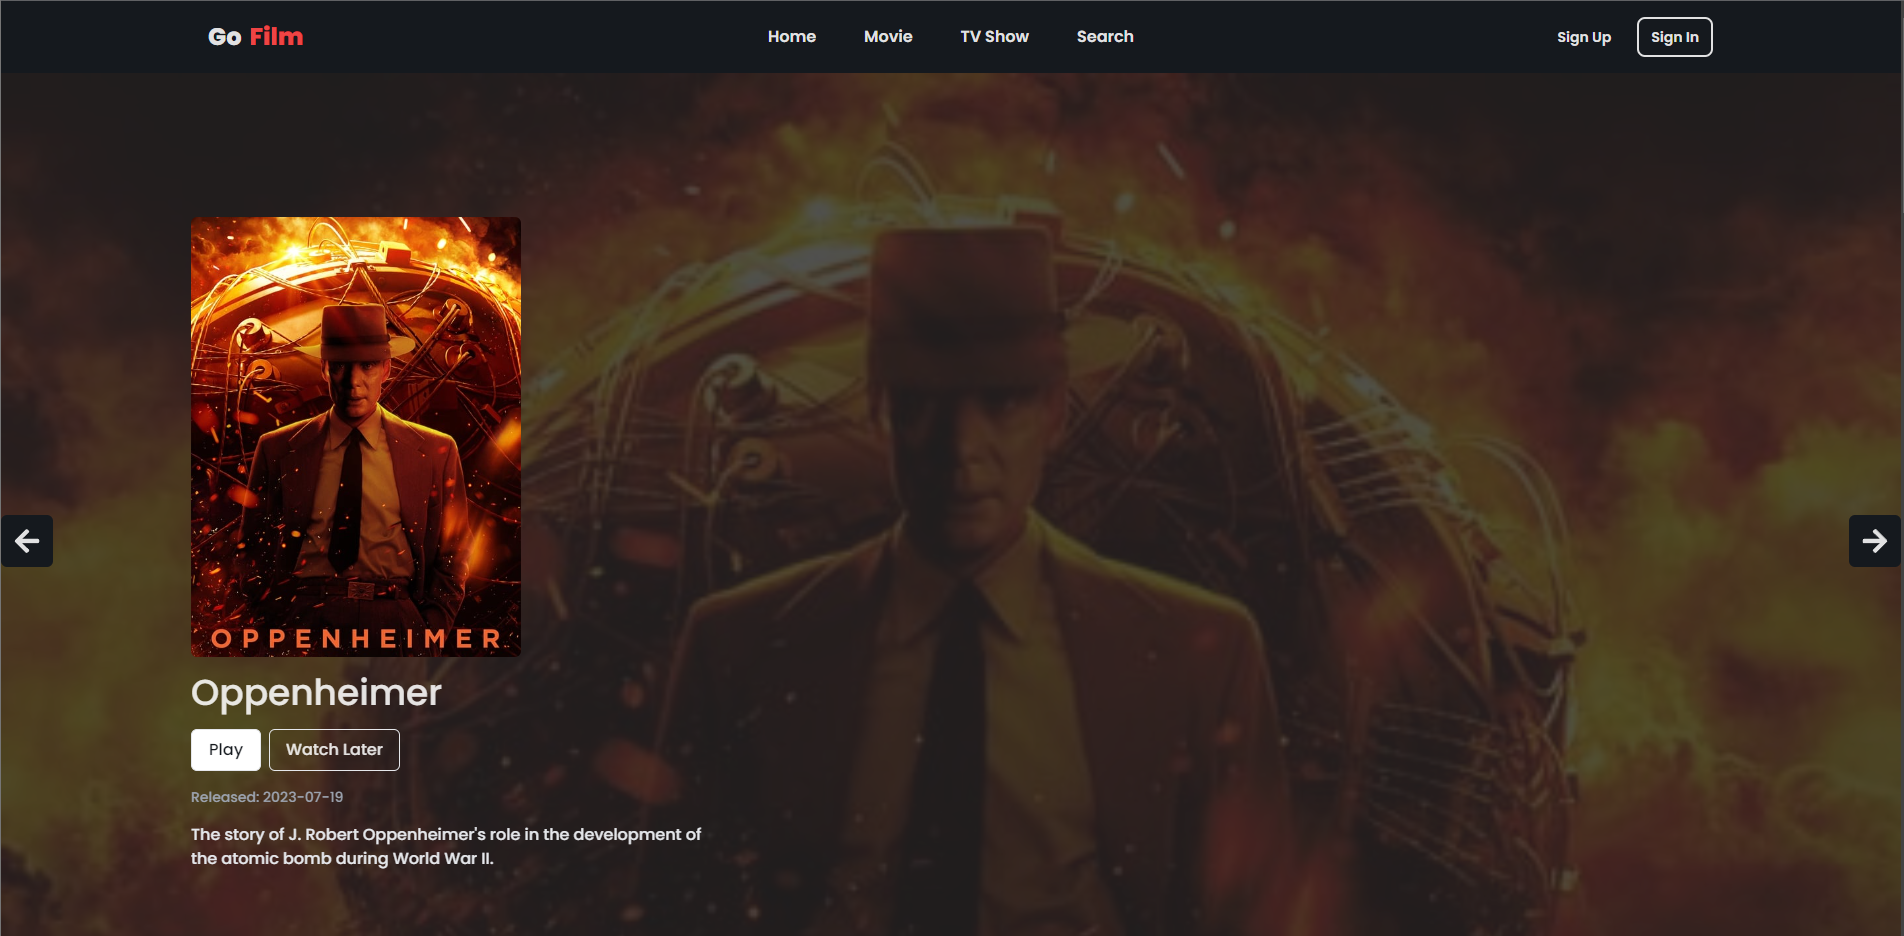 Go Film
Home Movie TV Show Search
Sign Up Sign In
OPPENHEIMER
Oppenheimer
Play Watch Later
Released: 2023-07-19
The story of J. Robert Oppenheimer's role in the development of
the atomic bomb during World War II.